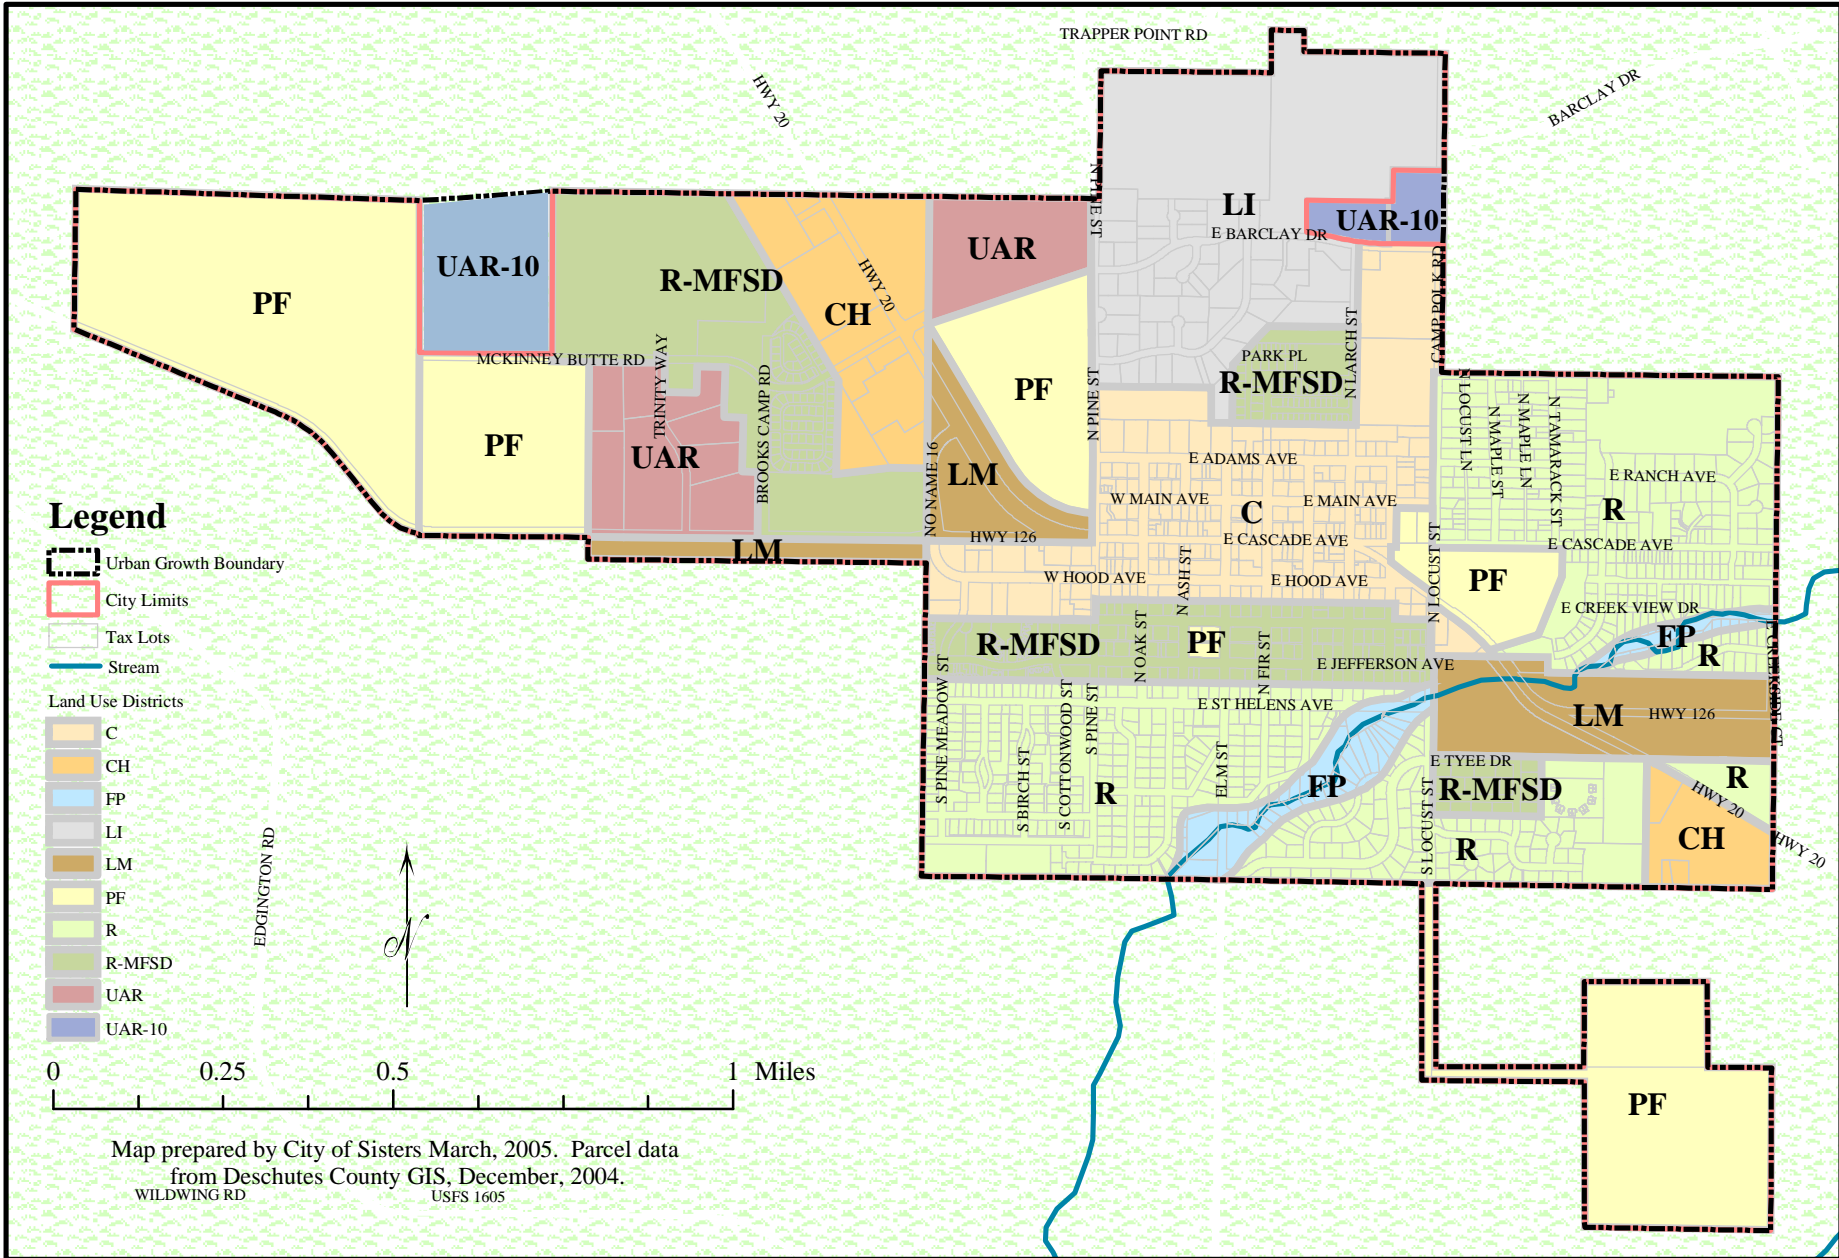 TRAPPER POINT RD
HWY 20
BARCLAY DR
N PINE ST
LI
UAR-10
E BARCLAY DR
UAR
UAR-10
R-MFSD
HWY 20
CH
PF
CAMP POLK RD
N LARCH ST
PARK PL
R-MFSD
MCKINNEY BUTTE RD
TRINITY WAY
BROOKS CAMP RD
PF
N PINE ST
N LOCUST LN
N MAPLE ST
N MAPLE LN
N TAMARACK ST
PF
UAR
NO NAME 16
LM
E ADAMS AVE
E RANCH AVE
W MAIN AVE
E MAIN AVE
C
R
HWY 126
E CASCADE AVE
E CASCADE AVE
LM
W HOOD AVE
N ASH ST
E HOOD AVE
N LOCUST ST
PF
E CREEK VIEW DR
R-MFSD
N OAK ST
PF
N FIR ST
FP
R
E JEFFERSON AVE
E CREEKSIDE CT
S PINE MEADOW ST
S COTTONWOOD ST
S PINE ST
E ST HELENS AVE
LM
HWY 126
S BIRCH ST
R
ELM ST
FP
E TYEE DR
R-MFSD
R
HWY 20
S LOCUST ST
R
CH
HWY 20
PF
Legend
Urban Growth Boundary
City Limits
Tax Lots
Stream
Land Use Districts
C
CH
FP
LI
LM
PF
R
R-MFSD
UAR
UAR-10
EDGINGTON RD
N
0 0.25 0.5 1 Miles
Map prepared by City of Sisters March, 2005. Parcel data
from Deschutes County GIS, December, 2004.
WILDWING RD
USFS 1605